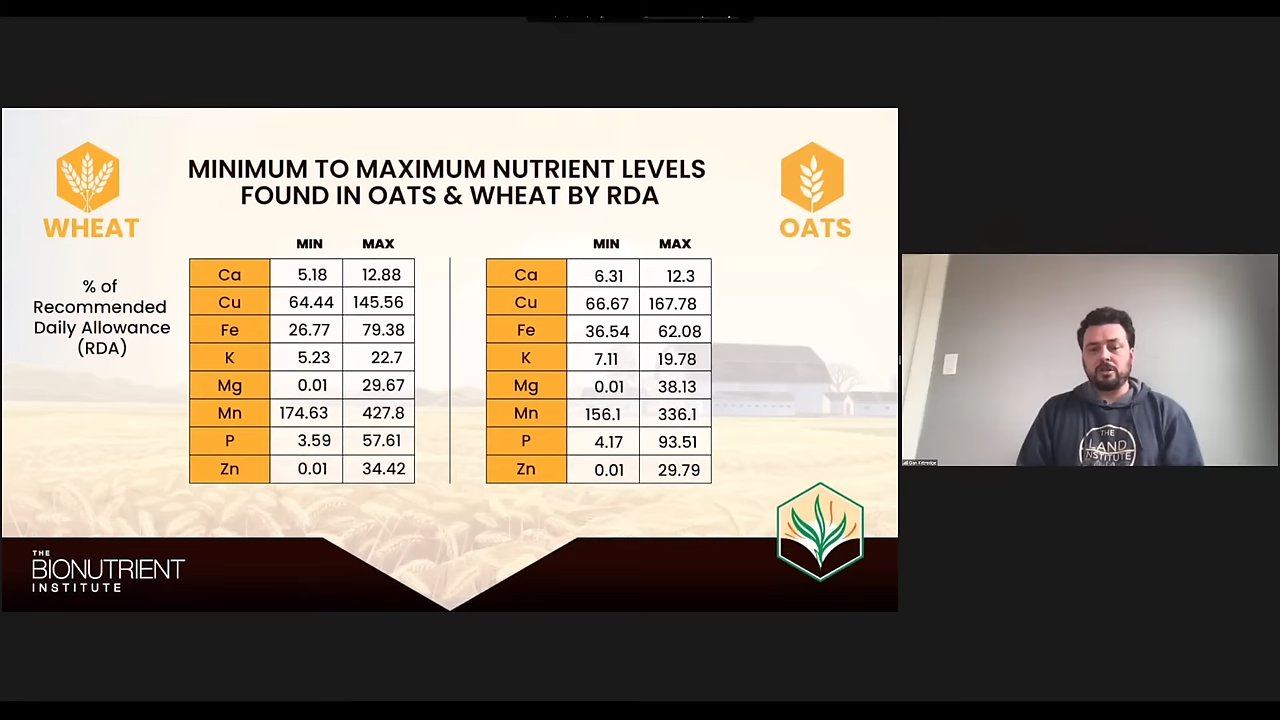 MINIMUM TO MAXIMUM NUTRIENT LEVELS
FOUND IN OATS & WHEAT BY RDA
WHEAT
OATS
% of
Recommended
Daily Allowance
(RDA)
MIN MAX
Ca 5.18 12.88
Cu 64.44 145.56
Fe 26.77 79.38
K 5.23 22.7
Mg 0.01 29.67
Mn 174.63 427.8
P 3.59 57.61
Zn 0.01 34.42
MIN MAX
Ca 6.31 12.3
Cu 66.67 167.78
Fe 36.54 62.08
K 7.11 19.78
Mg 0.01 38.13
Mn 156.1 336.1
P 4.17 93.51
Zn 0.01 29.79
THE
BIONUTRIENT
INSTITUTE
THE
LAND
INSTITUTE